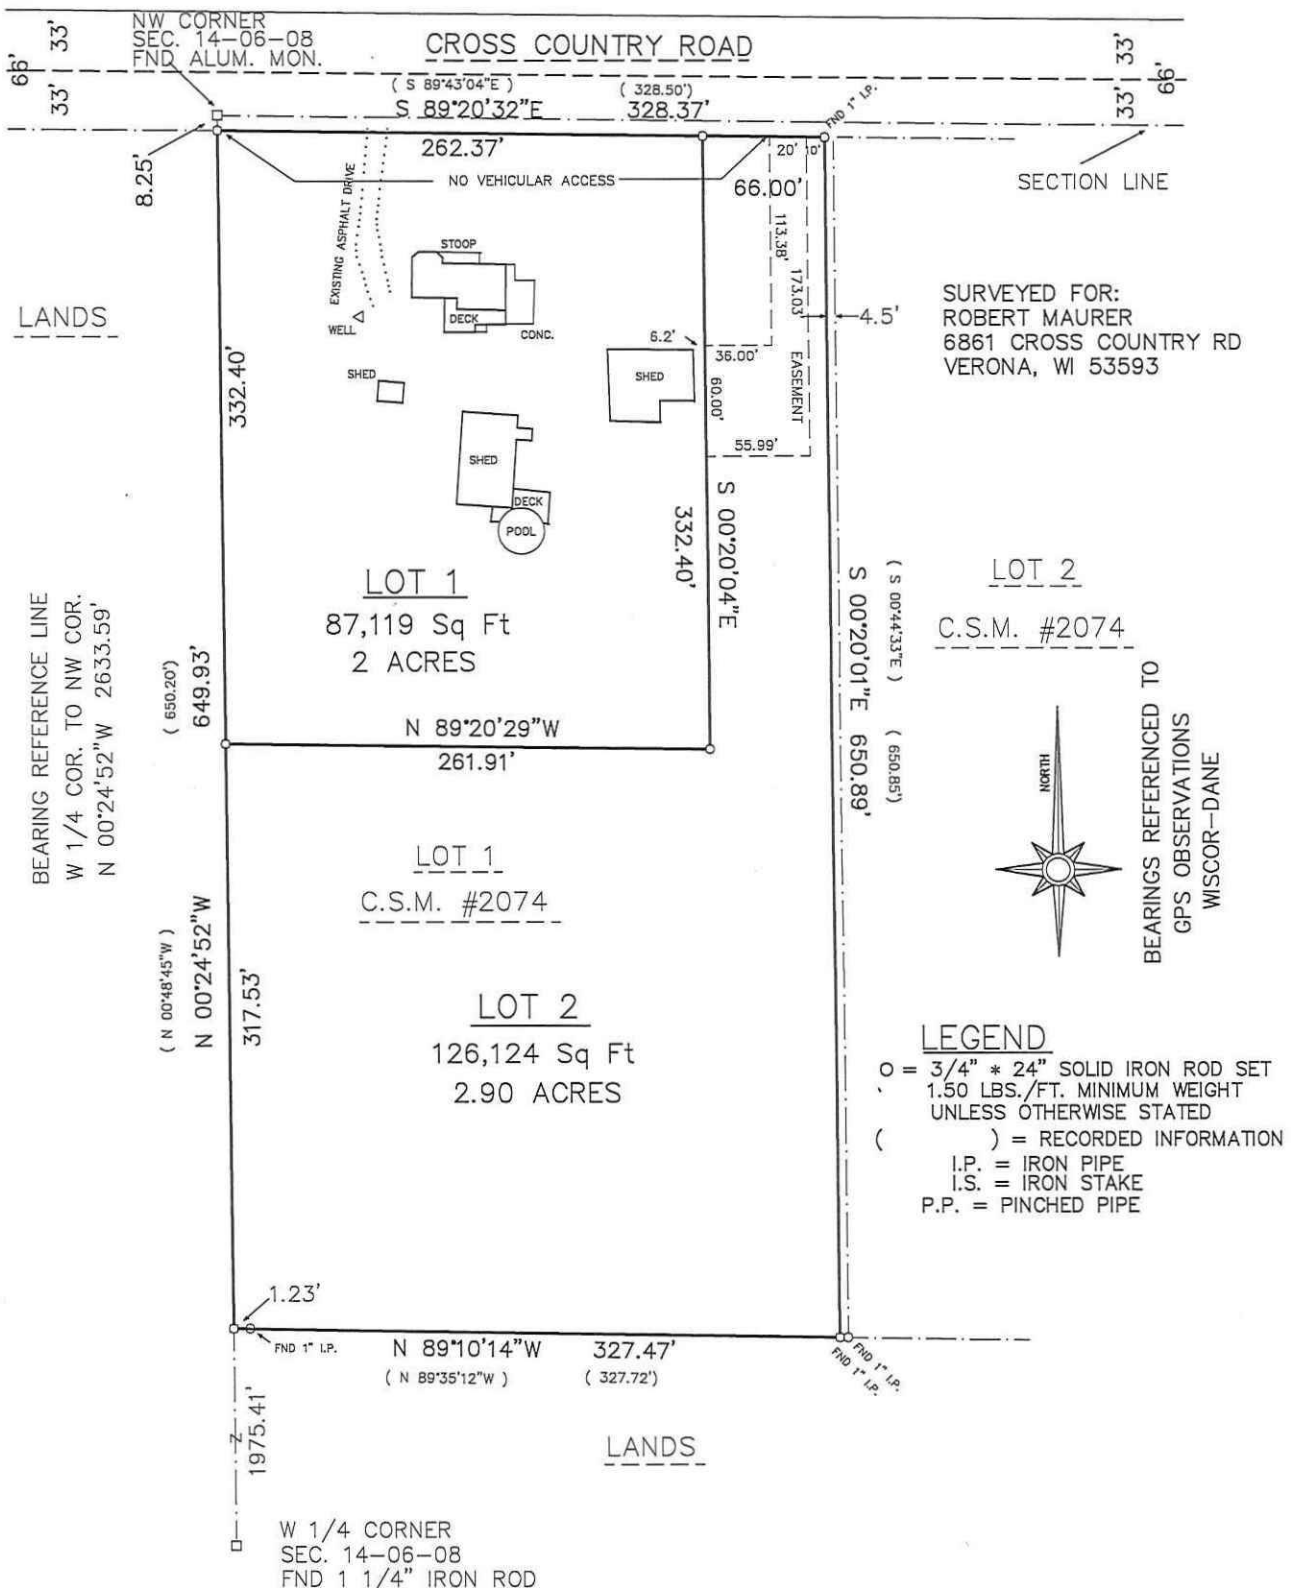 NW CORNER
SEC. 14-06-08
FND ALUM. MON.
33'
66'
33'
CROSS COUNTRY ROAD
( S 89°43'04"E ) ( 328.50')
S 89°20'32"E 328.37'
FND 1" I.P.
33'
66'
33'
SECTION LINE
8.25'
262.37'
NO VEHICULAR ACCESS
20'
66.00'
EXISTING ASPHALT DRIVE
STOOP
DECK
CONC.
WELL
SHED
SHED
SHED
DECK
POOL
113.38'
173.03'
EASEMENT
6.2'
36.00'
60.00'
55.99'
4.5'
LANDS
332.40'
SURVEYED FOR:
ROBERT MAURER
6861 CROSS COUNTRY RD
VERONA, WI 53593
S 00°20'04"E
332.40'
LOT 1
87,119 Sq Ft
2 ACRES
BEARING REFERENCE LINE
W 1/4 COR. TO NW COR.
N 00°24'52"W 2633.59'
( 650.20')
649.93'
N 89°20'29"W
261.91'
S 00°20'01"E 650.89'
( S 00°44'33"E ) ( 650.85')
LOT 2
C.S.M. #2074
NORTH
BEARINGS REFERENCED TO
GPS OBSERVATIONS
WISCOR-DANE
LOT 1
C.S.M. #2074
( N 00°48'45"W )
N 00°24'52"W
317.53'
LOT 2
126,124 Sq Ft
2.90 ACRES
LEGEND
O = 3/4" * 24" SOLID IRON ROD SET
1.50 LBS./FT. MINIMUM WEIGHT
UNLESS OTHERWISE STATED
( ) = RECORDED INFORMATION
I.P. = IRON PIPE
I.S. = IRON STAKE
P.P. = PINCHED PIPE
1.23'
FND 1" I.P.
N 89°10'14"W 327.47'
( N 89°35'12"W ) ( 327.72')
FND 1" I.P.
FND 1" I.P.
1975.41'
LANDS
W 1/4 CORNER
SEC. 14-06-08
FND 1 1/4" IRON ROD